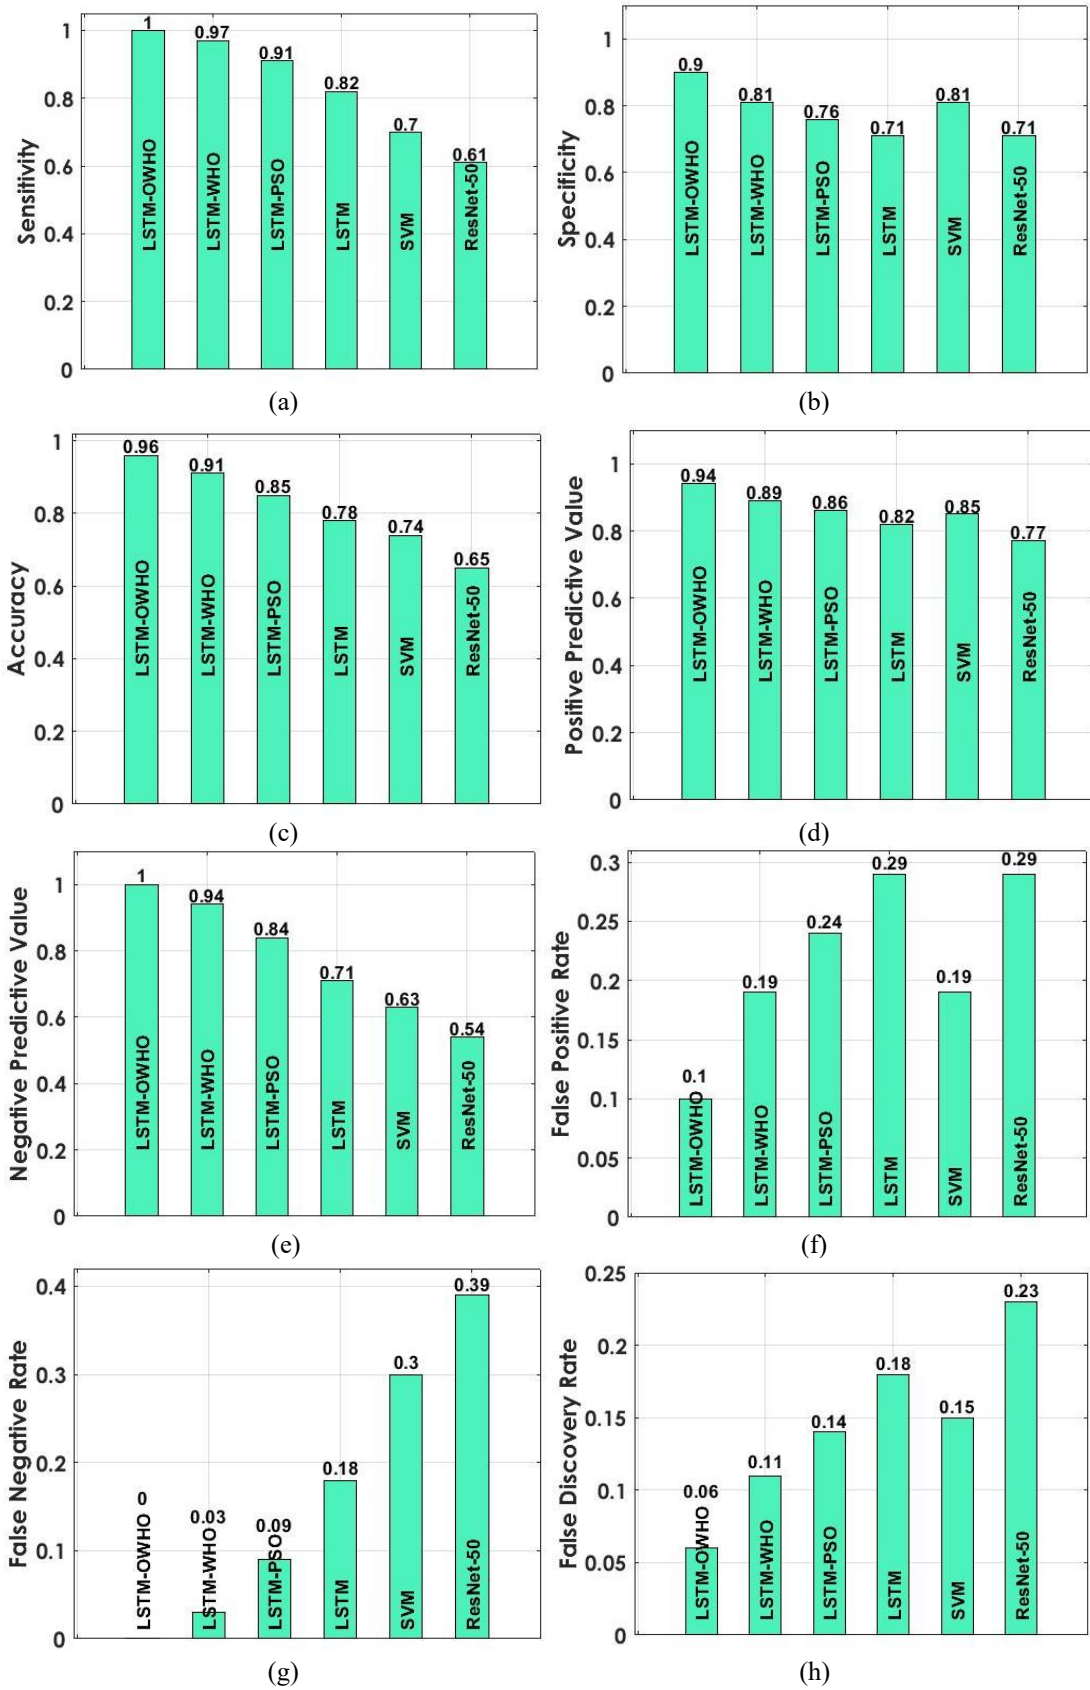 Sensitivity
1
0.8
0.6
0.4
0.2
0
1
0.97
0.91
0.82
0.7
0.61
LSTM-OWHO
LSTM-WHO
LSTM-PSO
LSTM
SVM
ResNet-50
(a)
Specificity
1
0.8
0.6
0.4
0.2
0
0.9
0.81
0.76
0.71
0.81
0.71
LSTM-OWHO
LSTM-WHO
LSTM-PSO
LSTM
SVM
ResNet-50
(b)
Accuracy
1
0.8
0.6
0.4
0.2
0
0.96
0.91
0.85
0.78
0.74
0.65
LSTM-OWHO
LSTM-WHO
LSTM-PSO
LSTM
SVM
ResNet-50
(c)
Positive Predictive Value
1
0.8
0.6
0.4
0.2
0
0.94
0.89
0.86
0.82
0.85
0.77
LSTM-OWHO
LSTM-WHO
LSTM-PSO
LSTM
SVM
ResNet-50
(d)
Negative Predictive Value
1
0.8
0.6
0.4
0.2
0
1
0.94
0.84
0.71
0.63
0.54
LSTM-OWHO
LSTM-WHO
LSTM-PSO
LSTM
SVM
ResNet-50
(e)
False Positive Rate
0.3
0.25
0.2
0.15
0.1
0.05
0
0.1
0.19
0.24
0.29
0.19
0.29
LSTM-OWHO
LSTM-WHO
LSTM-PSO
LSTM
SVM
ResNet-50
(f)
False Negative Rate
0.4
0.3
0.2
0.1
0
0
0.03
0.09
0.18
0.3
0.39
LSTM-OWHO
LSTM-WHO
LSTM-PSO
LSTM
SVM
ResNet-50
(g)
False Discovery Rate
0.25
0.2
0.15
0.1
0.05
0
0.06
0.11
0.14
0.18
0.15
0.23
LSTM-OWHO
LSTM-WHO
LSTM-PSO
LSTM
SVM
ResNet-50
(h)